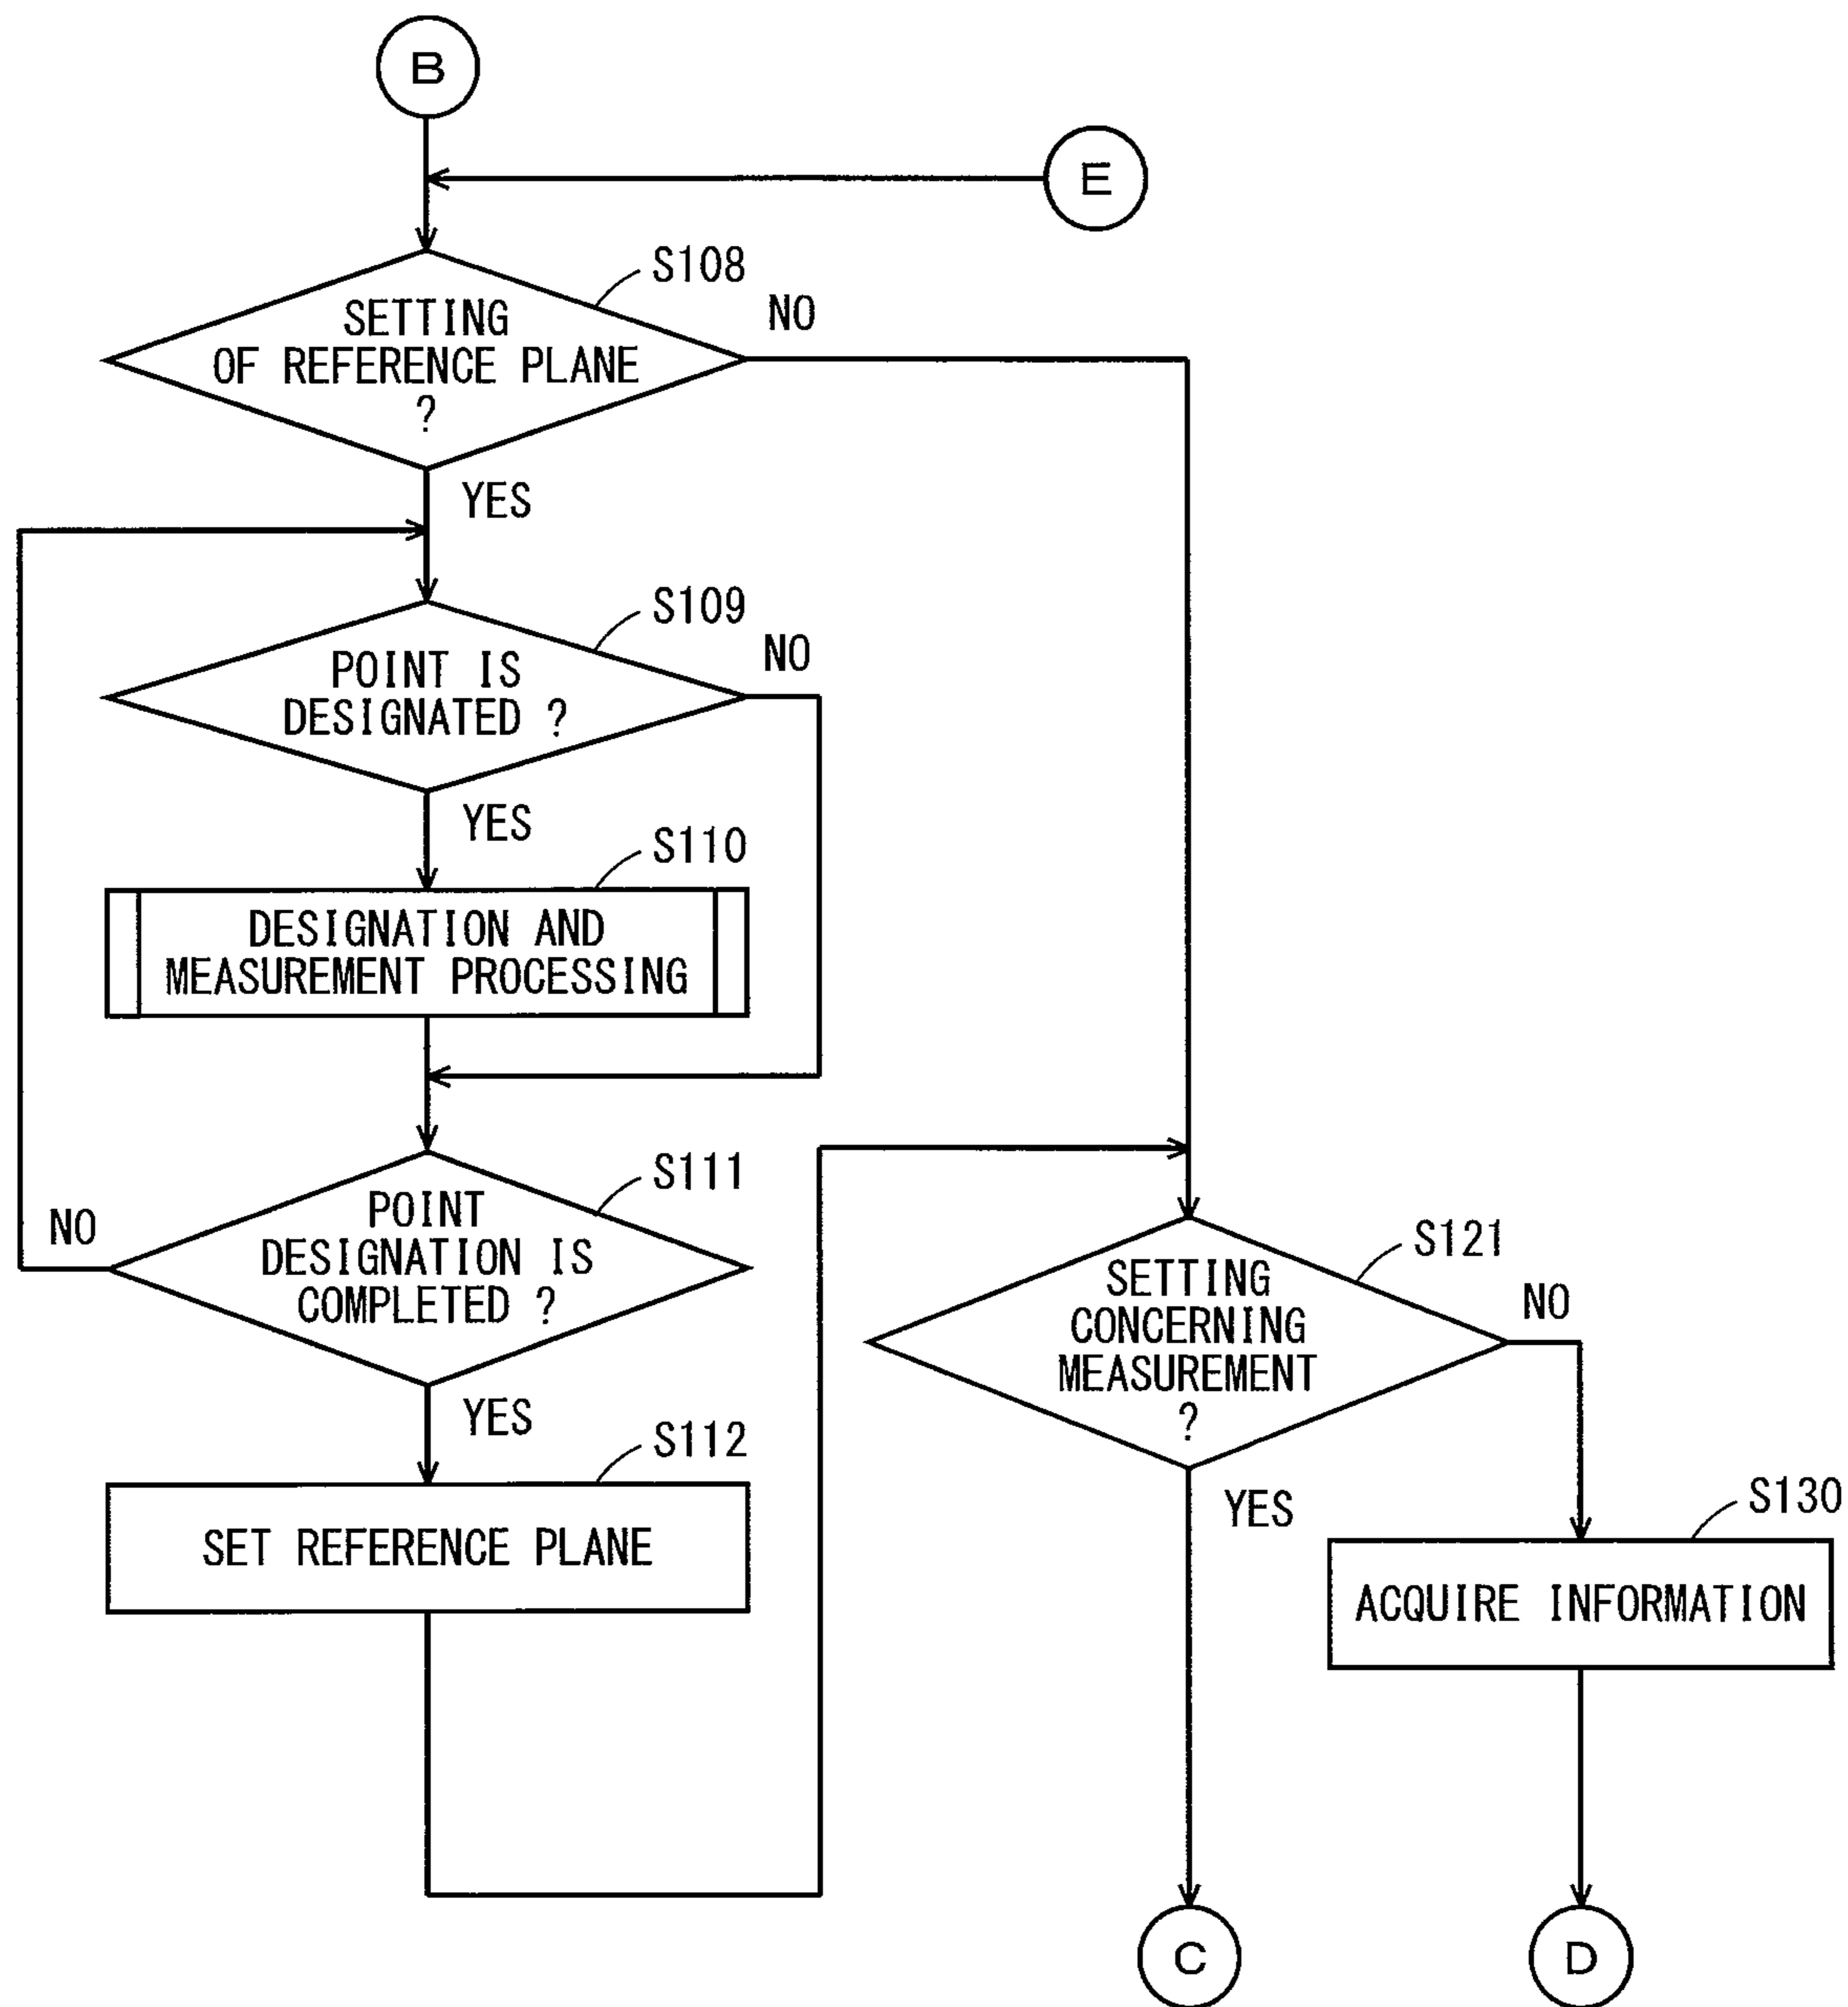 B
E
S108
SETTING
OF REFERENCE PLANE
?
NO
YES
S109
POINT IS
DESIGNATED ?
NO
YES
S110
DESIGNATION AND
MEASUREMENT PROCESSING
S111
POINT
DESIGNATION IS
COMPLETED ?
NO
YES
S112
SET REFERENCE PLANE
S121
SETTING
CONCERNING
MEASUREMENT
?
NO
YES
S130
ACQUIRE INFORMATION
C
D